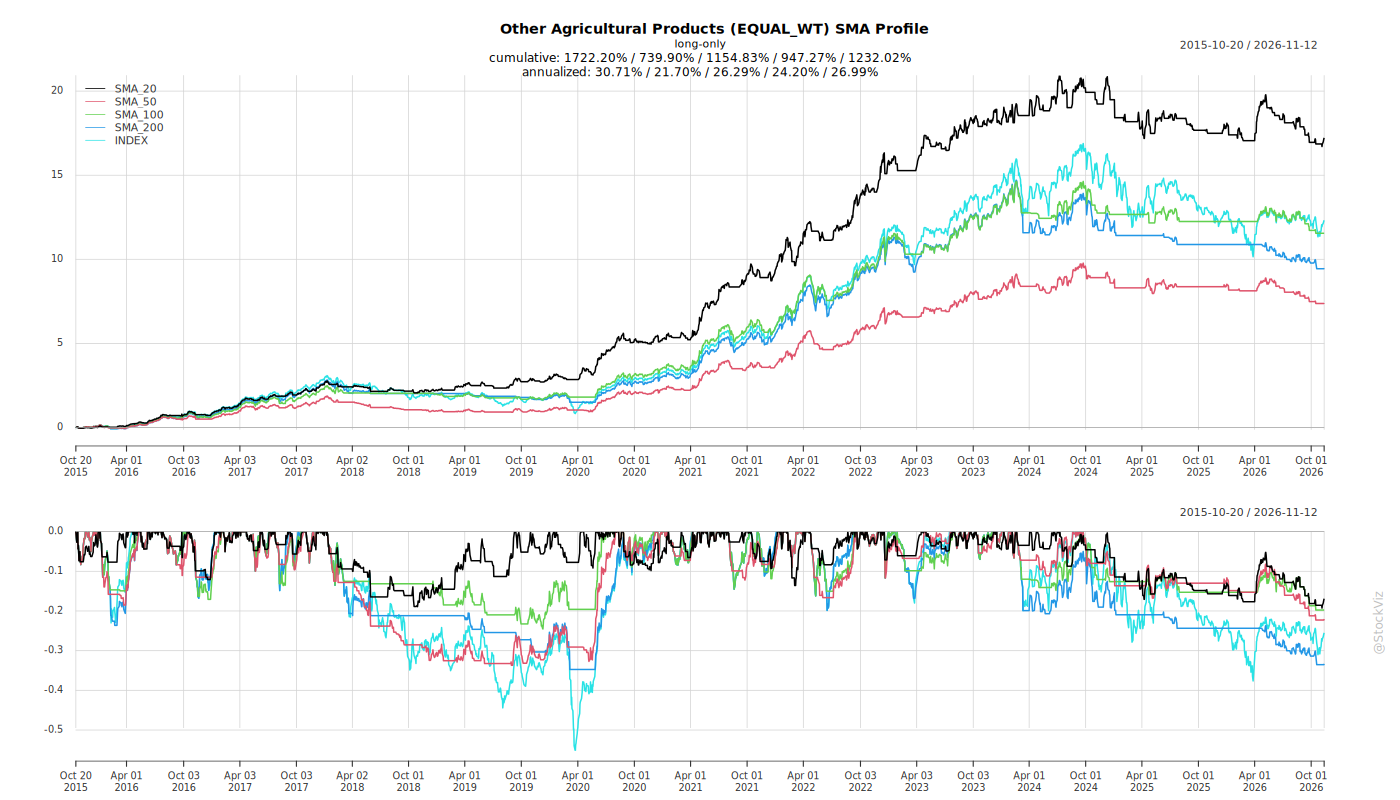 Other Agricultural Products (EQUAL_WT) SMA Profile
long-only
2015-10-20 / 2026-11-12
cumulative: 1722.20% / 739.90% / 1154.83% / 947.27% / 1232.02%
annualized: 30.71% / 21.70% / 26.29% / 24.20% / 26.99%
SMA_20
SMA_50
SMA_100
SMA_200
INDEX
20
15
10
5
0
Oct 20 Apr 01 Oct 03 Apr 03 Oct 03 Apr 02 Oct 01 Apr 01 Oct 01 Apr 01 Oct 01 Apr 01 Oct 01 Apr 01 Oct 03 Apr 03 Oct 03 Apr 01 Oct 01 Apr 01 Oct 01 Apr 01 Oct 01
2015 2016 2016 2017 2017 2018 2018 2019 2019 2020 2020 2021 2021 2022 2022 2023 2023 2024 2024 2025 2025 2026 2026
2015-10-20 / 2026-11-12
0.0
-0.1
-0.2
-0.3
-0.4
-0.5
@StockViz
Oct 20 Apr 01 Oct 03 Apr 03 Oct 03 Apr 02 Oct 01 Apr 01 Oct 01 Apr 01 Oct 01 Apr 01 Oct 01 Apr 01 Oct 03 Apr 03 Oct 03 Apr 01 Oct 01 Apr 01 Oct 01 Apr 01 Oct 01
2015 2016 2016 2017 2017 2018 2018 2019 2019 2020 2020 2021 2021 2022 2022 2023 2023 2024 2024 2025 2025 2026 2026